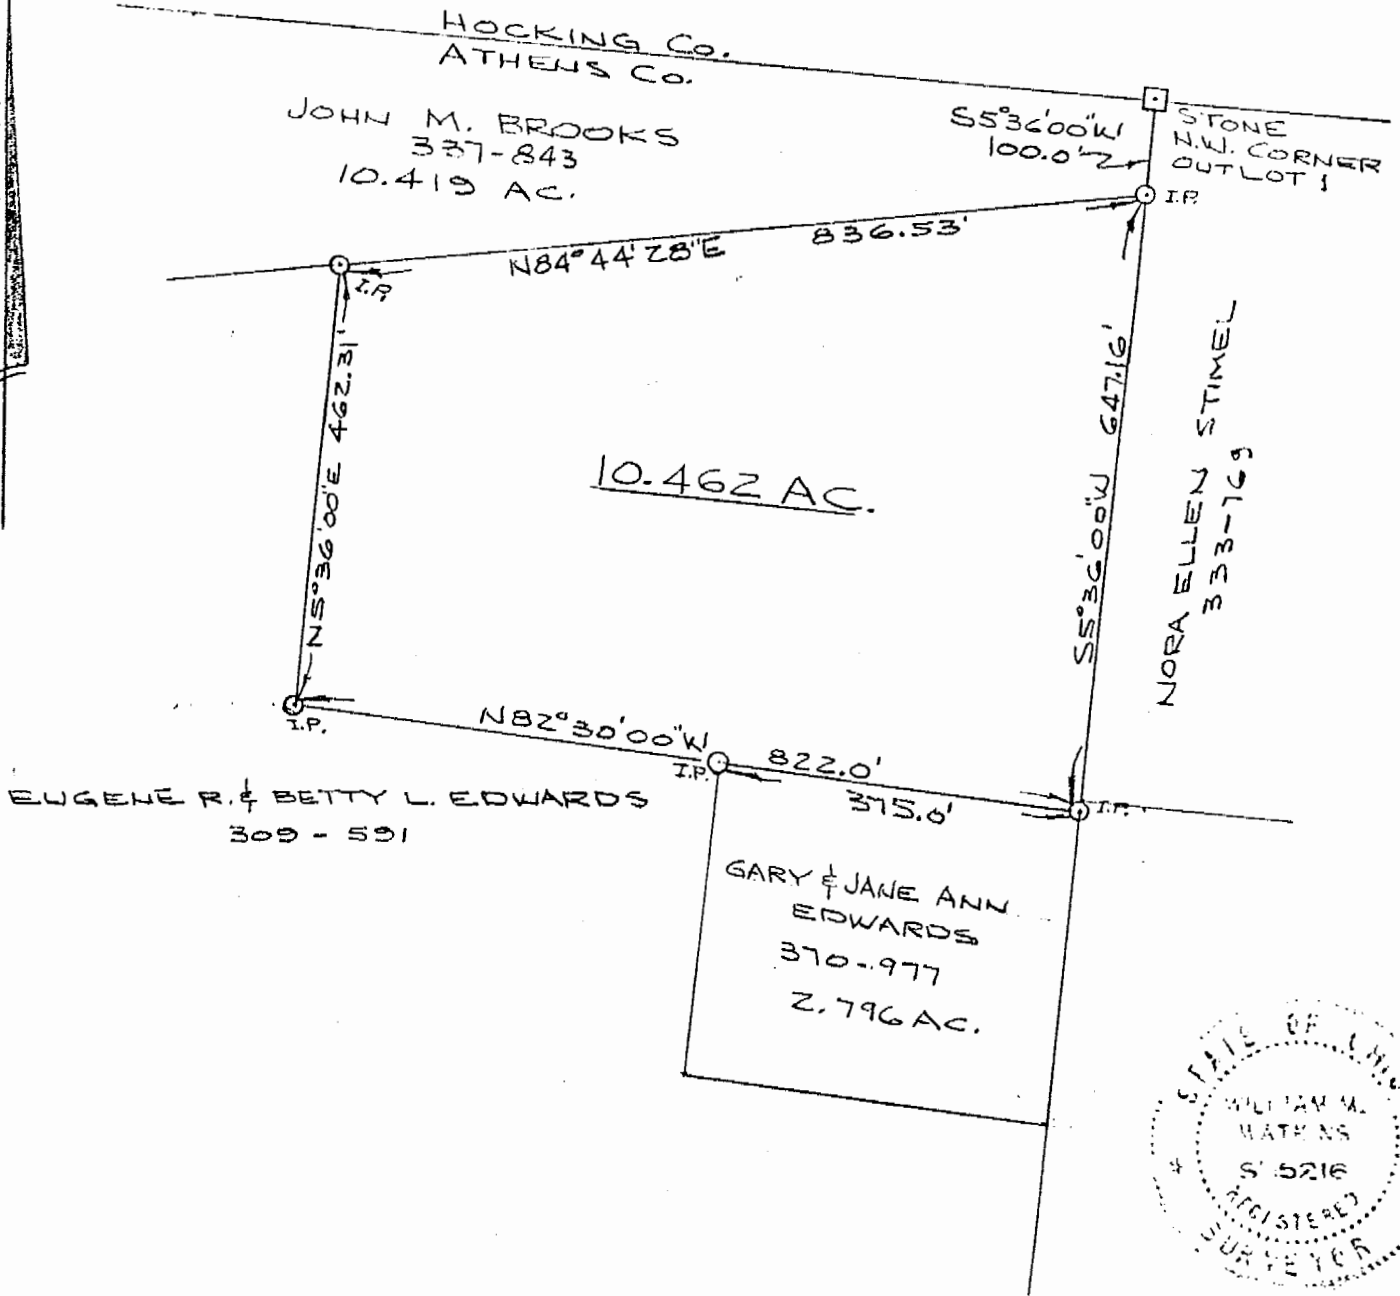 HOCKING Co.
ATHENS Co.
JOHN M. BROOKS
337-843
10.419 AC.
S5°36'00"W
100.0'
STONE
N.W. CORNER
OUTLOT 1
I.P.
N84°44'28"E 836.53'
I.P.
N5°36'00"E 462.31'
10.462 AC.
S5°36'00"W 647.16'
NORA ELLEN STIMEL
333-169
I.P.
N82°30'00"W
I.P.
822.0'
375.0'
I.P.
EUGENE R. & BETTY L. EDWARDS
309-591
GARY & JANE ANN
EDWARDS
370-977
2.796 AC.
STATE OF
WILLIAM M.
WATKINS
S 5216
REGISTERED
SURVEYOR